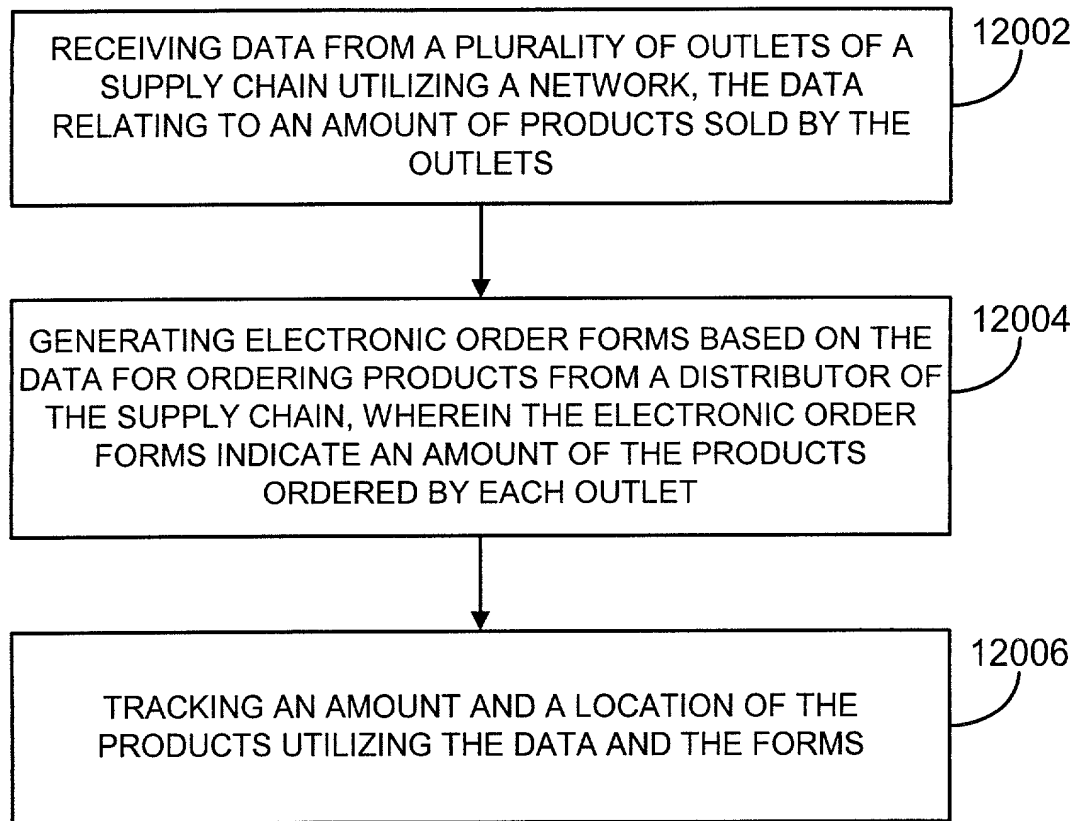 RECEIVING DATA FROM A PLURALITY OF OUTLETS OF A
SUPPLY CHAIN UTILIZING A NETWORK, THE DATA
RELATING TO AN AMOUNT OF PRODUCTS SOLD BY THE
OUTLETS
12002
GENERATING ELECTRONIC ORDER FORMS BASED ON THE
DATA FOR ORDERING PRODUCTS FROM A DISTRIBUTOR OF
THE SUPPLY CHAIN, WHEREIN THE ELECTRONIC ORDER
FORMS INDICATE AN AMOUNT OF THE PRODUCTS
ORDERED BY EACH OUTLET
12004
TRACKING AN AMOUNT AND A LOCATION OF THE
PRODUCTS UTILIZING THE DATA AND THE FORMS
12006